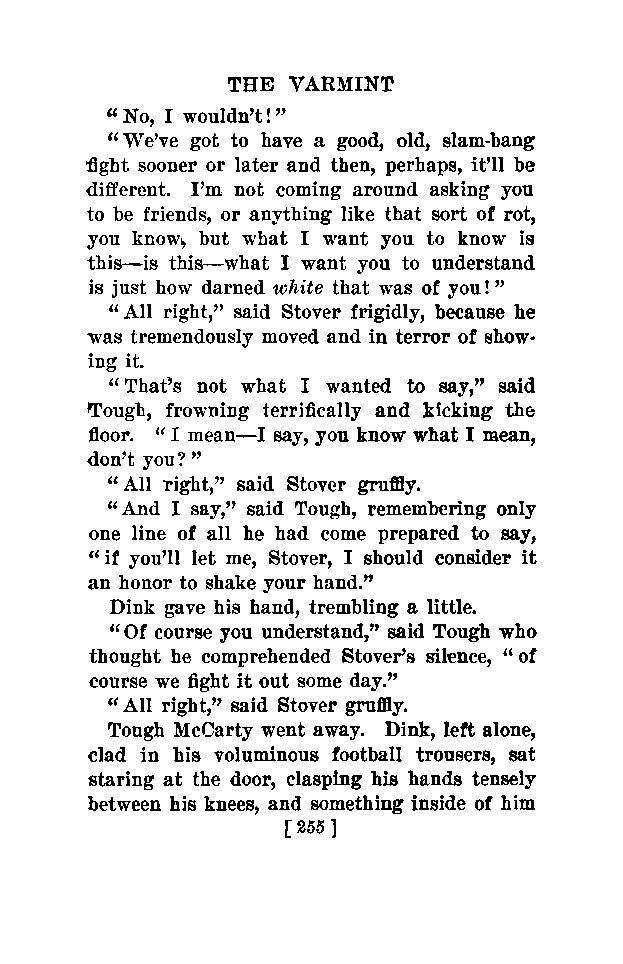 THE VARMINT
"No, I wouldn't!"
"We've got to have a good, old, slam-bang
fight sooner or later and then, perhaps, it'll be
different. I'm not coming around asking you
to be friends, or anything like that sort of rot,
you know, but what I want you to know is
this—is this—what I want you to understand
is just how darned white that was of you!"
"All right," said Stover frigidly, because he
was tremendously moved and in terror of show-
ing it.
"That's not what I wanted to say," said
Tough, frowning terrifically and kicking the
floor. "I mean—I say, you know what I mean,
don't you?"
"All right," said Stover gruffly.
"And I say," said Tough, remembering only
one line of all he had come prepared to say,
"if you'll let me, Stover, I should consider it
an honor to shake your hand."
Dink gave his hand, trembling a little.
"Of course you understand," said Tough who
thought he comprehended Stover's silence, "of
course we fight it out some day."
"All right," said Stover gruffly.
Tough McCarty went away. Dink, left alone,
clad in his voluminous football trousers, sat
staring at the door, clasping his hands tensely
between his knees, and something inside of him
[255]